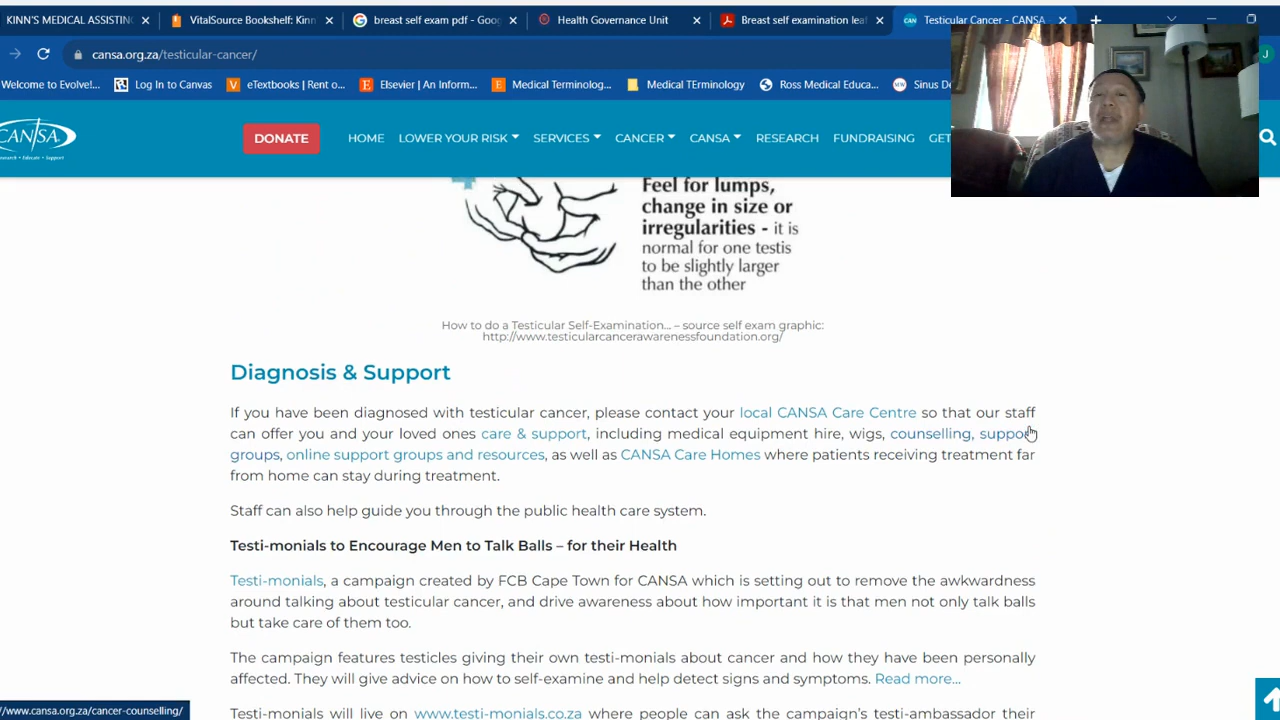 KINN'S MEDICAL ASSISTIN
VitalSource Bookshelf: Kinn
breast self exam pdf - Goog
Health Governance Unit
Breast self examination lea
Testicular Cancer - CANSA
cansa.org.za/testicular-cancer/
J
Welcome to Evolve!...
Log In to Canvas
eTextbooks | Rent o...
Elsevier | An Inform...
Medical Terminolog...
Medical TErminology
Ross Medical Educa...
Sinus De
CANSA
Research • Educate • Support
DONATE
HOME
LOWER YOUR RISK
SERVICES
CANCER
CANSA
RESEARCH
FUNDRAISING
GET
Feel for lumps,
change in size or
irregularities - it is
normal for one testis
to be slightly larger
than the other
How to do a Testicular Self-Examination... – source self exam graphic:
http://www.testicularcancerawarenessfoundation.org/
Diagnosis & Support
If you have been diagnosed with testicular cancer, please contact your local CANSA Care Centre so that our staff
can offer you and your loved ones care & support, including medical equipment hire, wigs, counselling, support
groups, online support groups and resources, as well as CANSA Care Homes where patients receiving treatment far
from home can stay during treatment.
Staff can also help guide you through the public health care system.
Testi-monials to Encourage Men to Talk Balls – for their Health
Testi-monials, a campaign created by FCB Cape Town for CANSA which is setting out to remove the awkwardness
around talking about testicular cancer, and drive awareness about how important it is that men not only talk balls
but take care of them too.
The campaign features testicles giving their own testi-monials about cancer and how they have been personally
affected. They will give advice on how to self-examine and help detect signs and symptoms. Read more...
Testi-monials will live on www.testi-monials.co.za where people can ask the campaign's testi-ambassador their
//www.cansa.org.za/cancer-counselling/